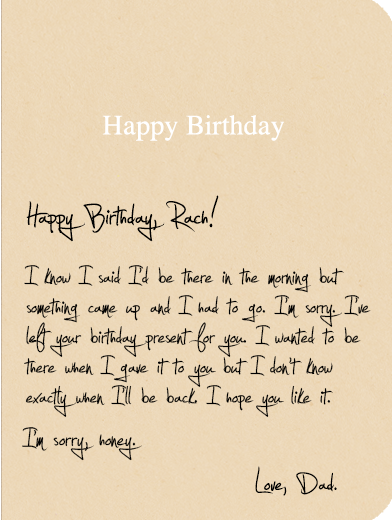 Happy Birthday
Happy Birthday, Rach!
I know I said I'd be there in the morning but
something came up and I had to go. I'm sorry. I've
left your birthday present for you. I wanted to be
there when I gave it to you but I don't know
exactly when I'll be back. I hope you like it.
I'm sorry, honey.
Love, Dad.